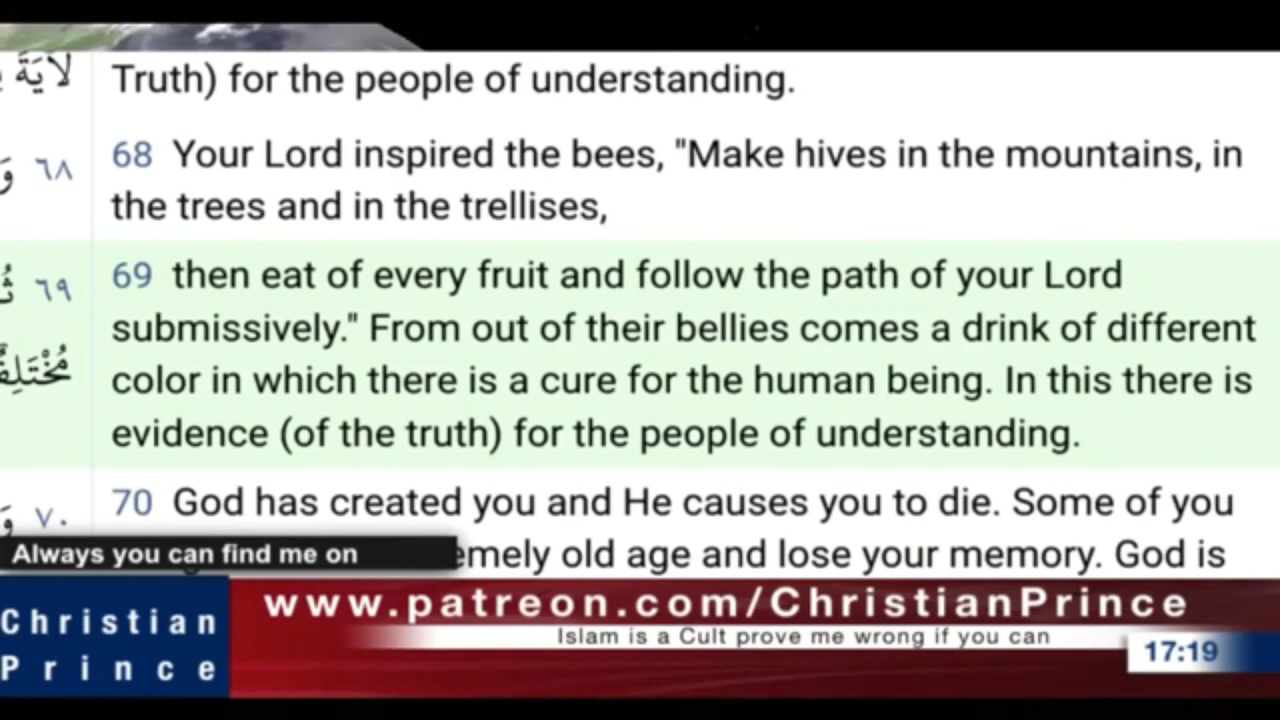 لَآيَةً
Truth) for the people of understanding.
٦٨
68 Your Lord inspired the bees, "Make hives in the mountains, in
the trees and in the trellises,
٦٩
69 then eat of every fruit and follow the path of your Lord
submissively." From out of their bellies comes a drink of different
color in which there is a cure for the human being. In this there is
evidence (of the truth) for the people of understanding.
٧٠
70 God has created you and He causes you to die. Some of you
emely old age and lose your memory. God is
Always you can find me on
www.patreon.com/ChristianPrince
Islam is a Cult prove me wrong if you can
Christian
Prince
17:19